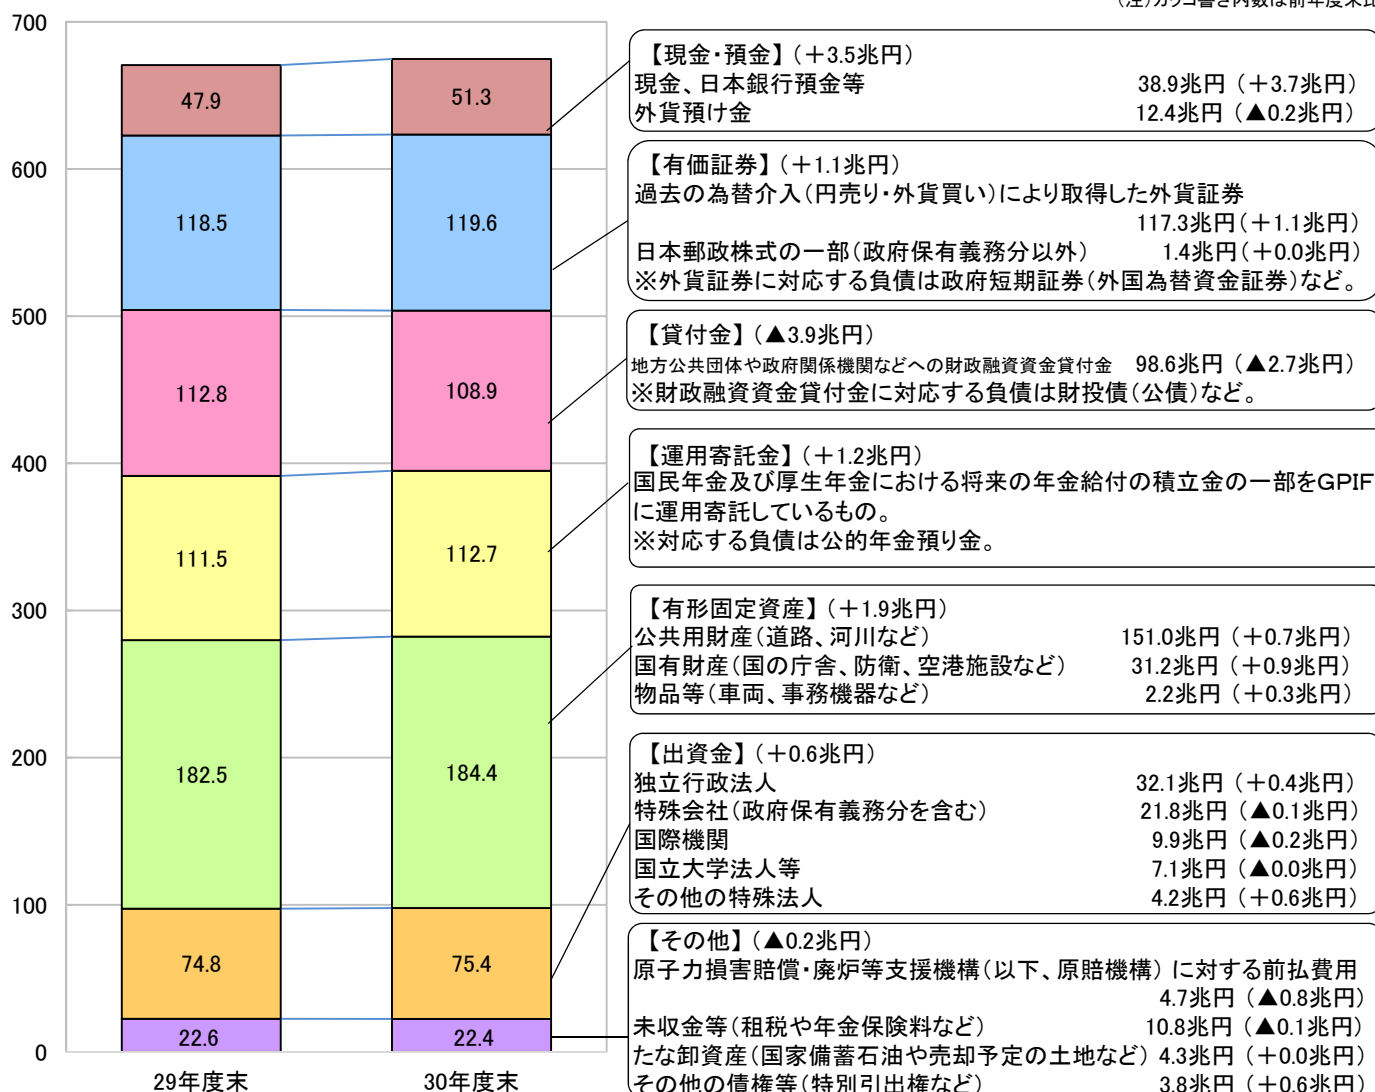 (注)カッコ書き内数は前年度末比
700
600
500
400
300
200
100
0
47.9
118.5
112.8
111.5
182.5
74.8
22.6
29年度末
51.3
119.6
108.9
112.7
184.4
75.4
22.4
30年度末
【現金・預金】(＋3.5兆円)
現金、日本銀行預金等 38.9兆円 (＋3.7兆円)
外貨預け金 12.4兆円 (▲0.2兆円)
【有価証券】(＋1.1兆円)
過去の為替介入(円売り・外貨買い)により取得した外貨証券
117.3兆円(＋1.1兆円)
日本郵政株式の一部(政府保有義務分以外) 1.4兆円(＋0.0兆円)
※外貨証券に対応する負債は政府短期証券(外国為替資金証券)など。
【貸付金】(▲3.9兆円)
地方公共団体や政府関係機関などへの財政融資資金貸付金 98.6兆円 (▲2.7兆円)
※財政融資資金貸付金に対応する負債は財投債(公債)など。
【運用寄託金】(＋1.2兆円)
国民年金及び厚生年金における将来の年金給付の積立金の一部をGPIF
に運用寄託しているもの。
※対応する負債は公的年金預り金。
【有形固定資産】(＋1.9兆円)
公共用財産(道路、河川など) 151.0兆円 (＋0.7兆円)
国有財産(国の庁舎、防衛、空港施設など) 31.2兆円 (＋0.9兆円)
物品等(車両、事務機器など) 2.2兆円 (＋0.3兆円)
【出資金】(＋0.6兆円)
独立行政法人 32.1兆円 (＋0.4兆円)
特殊会社(政府保有義務分を含む) 21.8兆円 (▲0.1兆円)
国際機関 9.9兆円 (▲0.2兆円)
国立大学法人等 7.1兆円 (▲0.0兆円)
その他の特殊法人 4.2兆円 (＋0.6兆円)
【その他】(▲0.2兆円)
原子力損害賠償・廃炉等支援機構(以下、原賠機構) に対する前払費用
4.7兆円 (▲0.8兆円)
未収金等(租税や年金保険料など) 10.8兆円 (▲0.1兆円)
たな卸資産(国家備蓄石油や売却予定の土地など) 4.3兆円 (＋0.0兆円)
その他の債権等(特別引出権など) 3.8兆円 (＋0.6兆円)